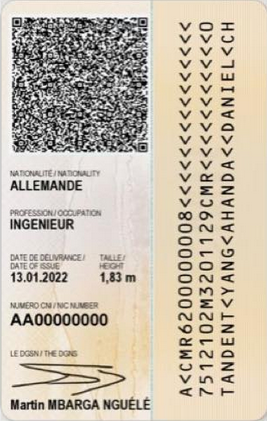 NATIONALITÉ / NATIONALITY
ALLEMANDE
PROFESSION / OCCUPATION
INGENIEUR
DATE DE DÉLIVRANCE /
DATE OF ISSUE
13.01.2022
TAILLE /
HEIGHT
1,83 m
NUMERO CNI / NIC NUMBER
AA00000000
LE DGSN / THE DGNS
Martin MBARGA NGUÉLÉ
A<CMR6200000008<<<<<<<<<<<<<<<
7512102M3201129CMR<<<<<<<<<<<0
TANDENT<YANG<AHANDA<<DANIEL<CH